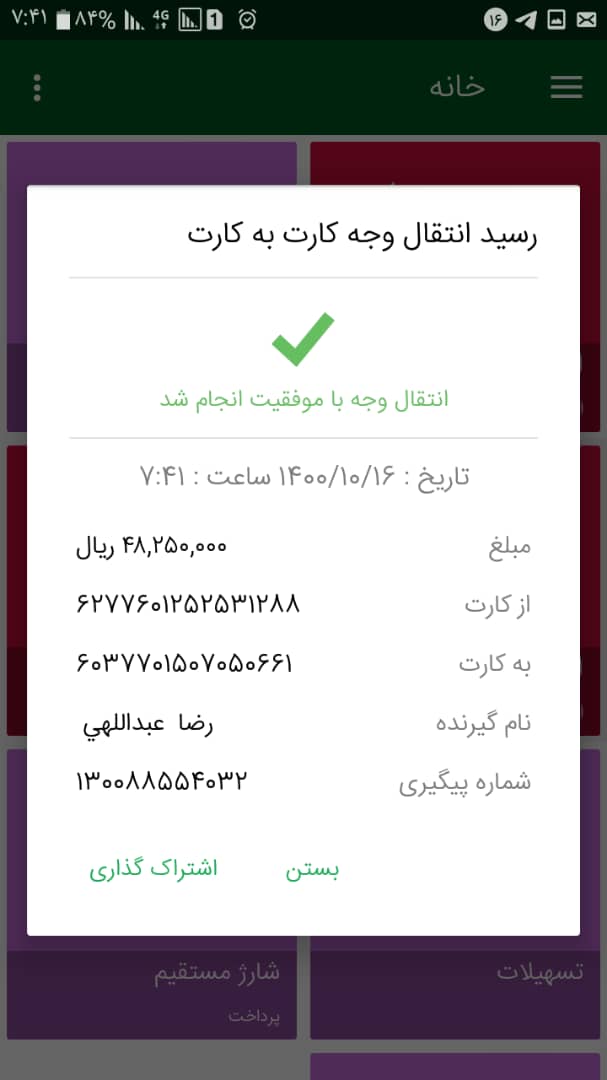 ۷:۴۱ ۸۴% 4G 1 ۱۶
خانه
رسید انتقال وجه کارت به کارت
انتقال وجه با موفقیت انجام شد
تاریخ : ۱۴۰۰/۱۰/۱۶ ساعت : ۷:۴۱
مبلغ ۴۸,۲۵۰,۰۰۰ ریال
از کارت ۶۲۷۷۶۰۱۲۵۲۵۳۱۲۸۸
به کارت ۶۰۳۷۷۰۱۵۰۷۰۵۰۶۶۱
نام گیرنده رضا عبداللهي
شماره پیگیری ۱۳۰۰۸۸۵۵۴۰۳۲
بستن اشتراک گذاری
تسهیلات شارژ مستقیم
پرداخت